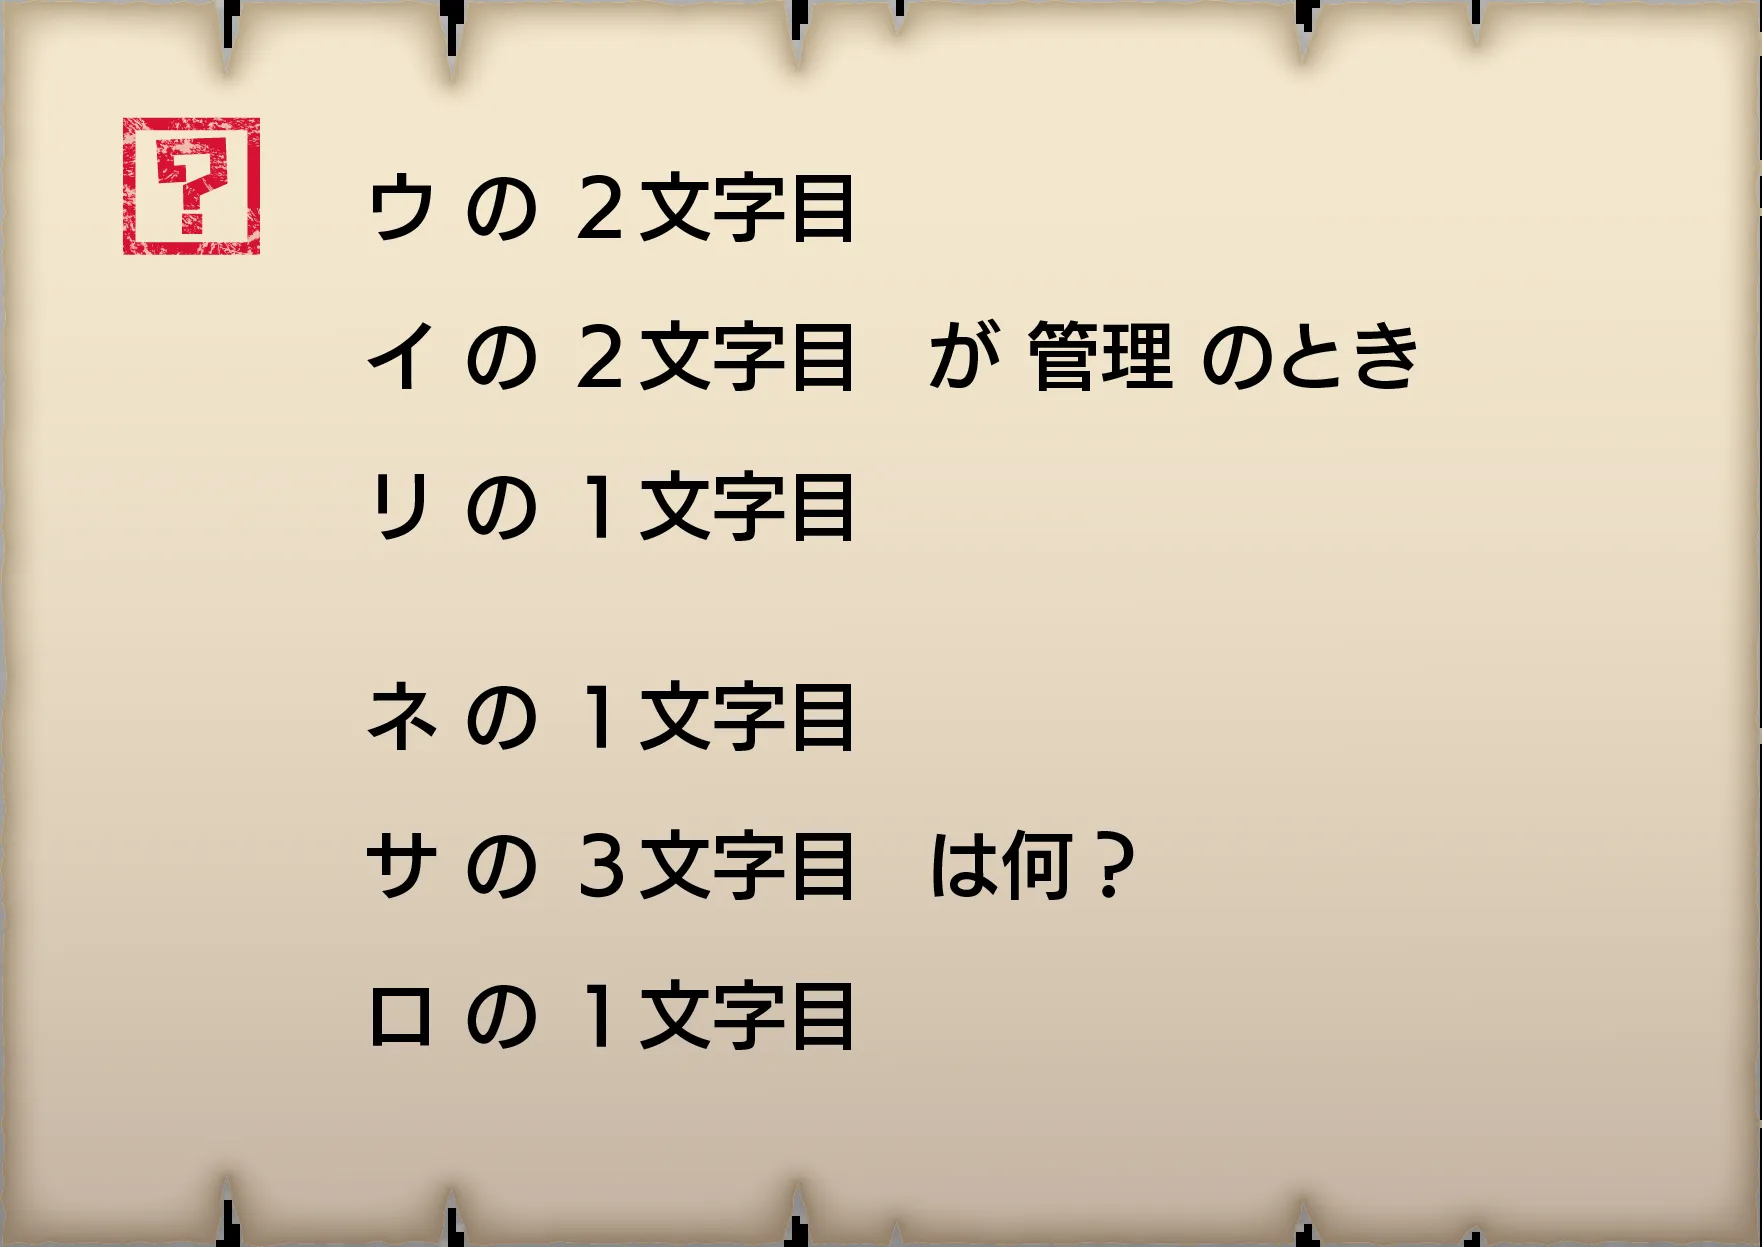 ?
ウ の 2文字目
イ の 2文字目 が 管理 のとき
リ の 1文字目
ネ の 1文字目
サ の 3文字目 は何?
ロ の 1文字目